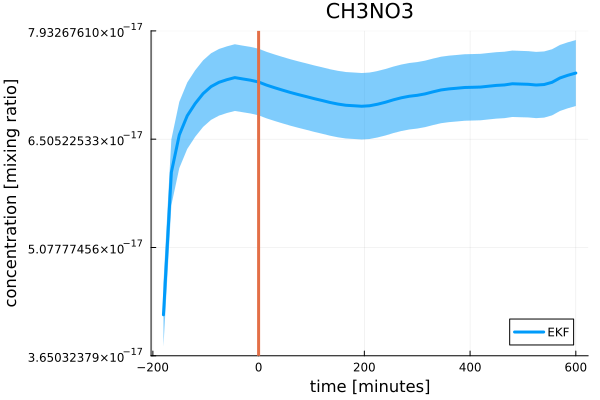 CH3NO3
concentration [mixing ratio]
7.93267610×10⁻¹⁷
6.50522533×10⁻¹⁷
5.07777456×10⁻¹⁷
3.65032379×10⁻¹⁷
EKF
−200 0 200 400 600
time [minutes]